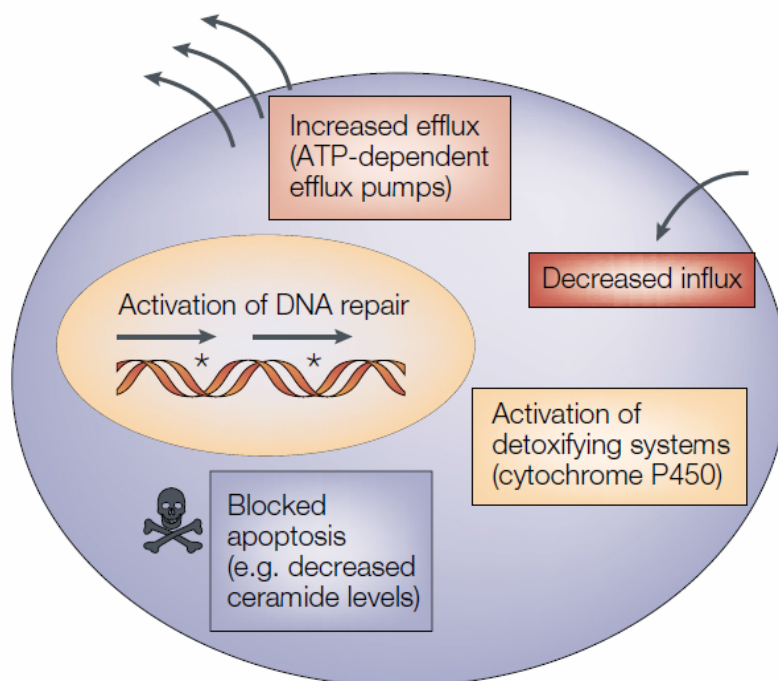 Increased efflux
(ATP-dependent
efflux pumps)
Decreased influx
Activation of DNA repair
* *
Activation of
detoxifying systems
(cytochrome P450)
Blocked
apoptosis
(e.g. decreased
ceramide levels)